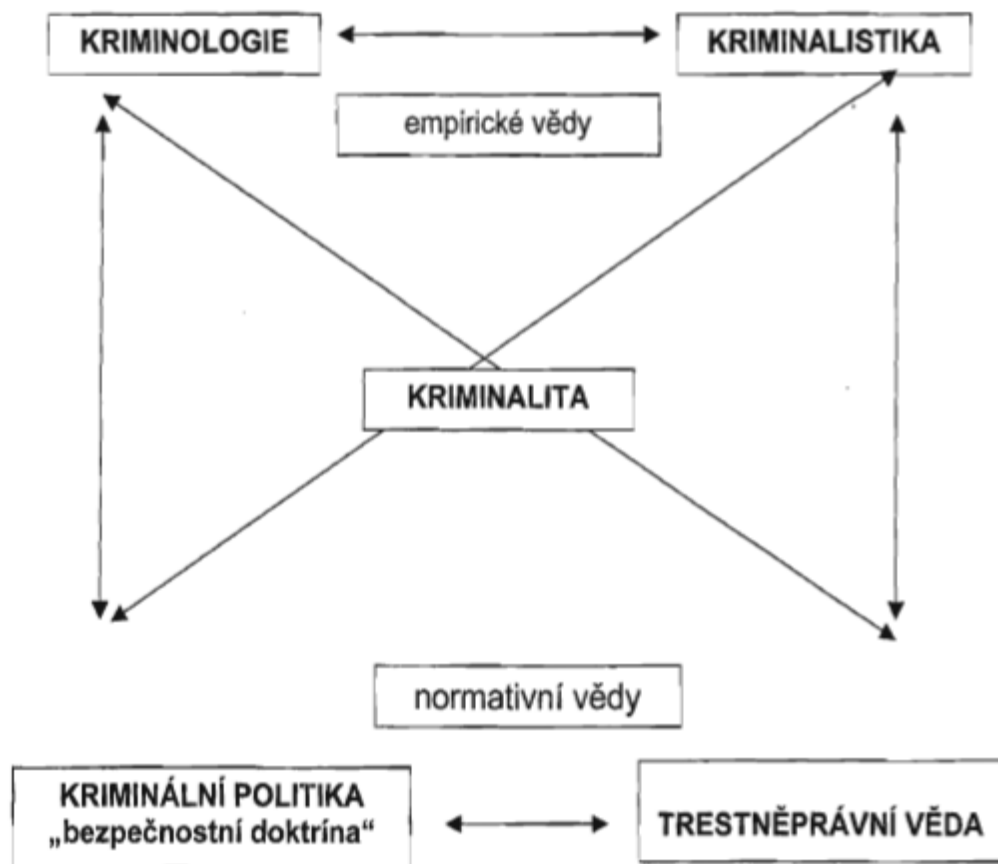 KRIMINOLOGIE
KRIMINALISTIKA
empirické vědy
KRIMINALITA
normativní vědy
KRIMINÁLNÍ POLITIKA
„bezpečnostní doktrína“
TRESTNĚPRÁVNÍ VĚDA